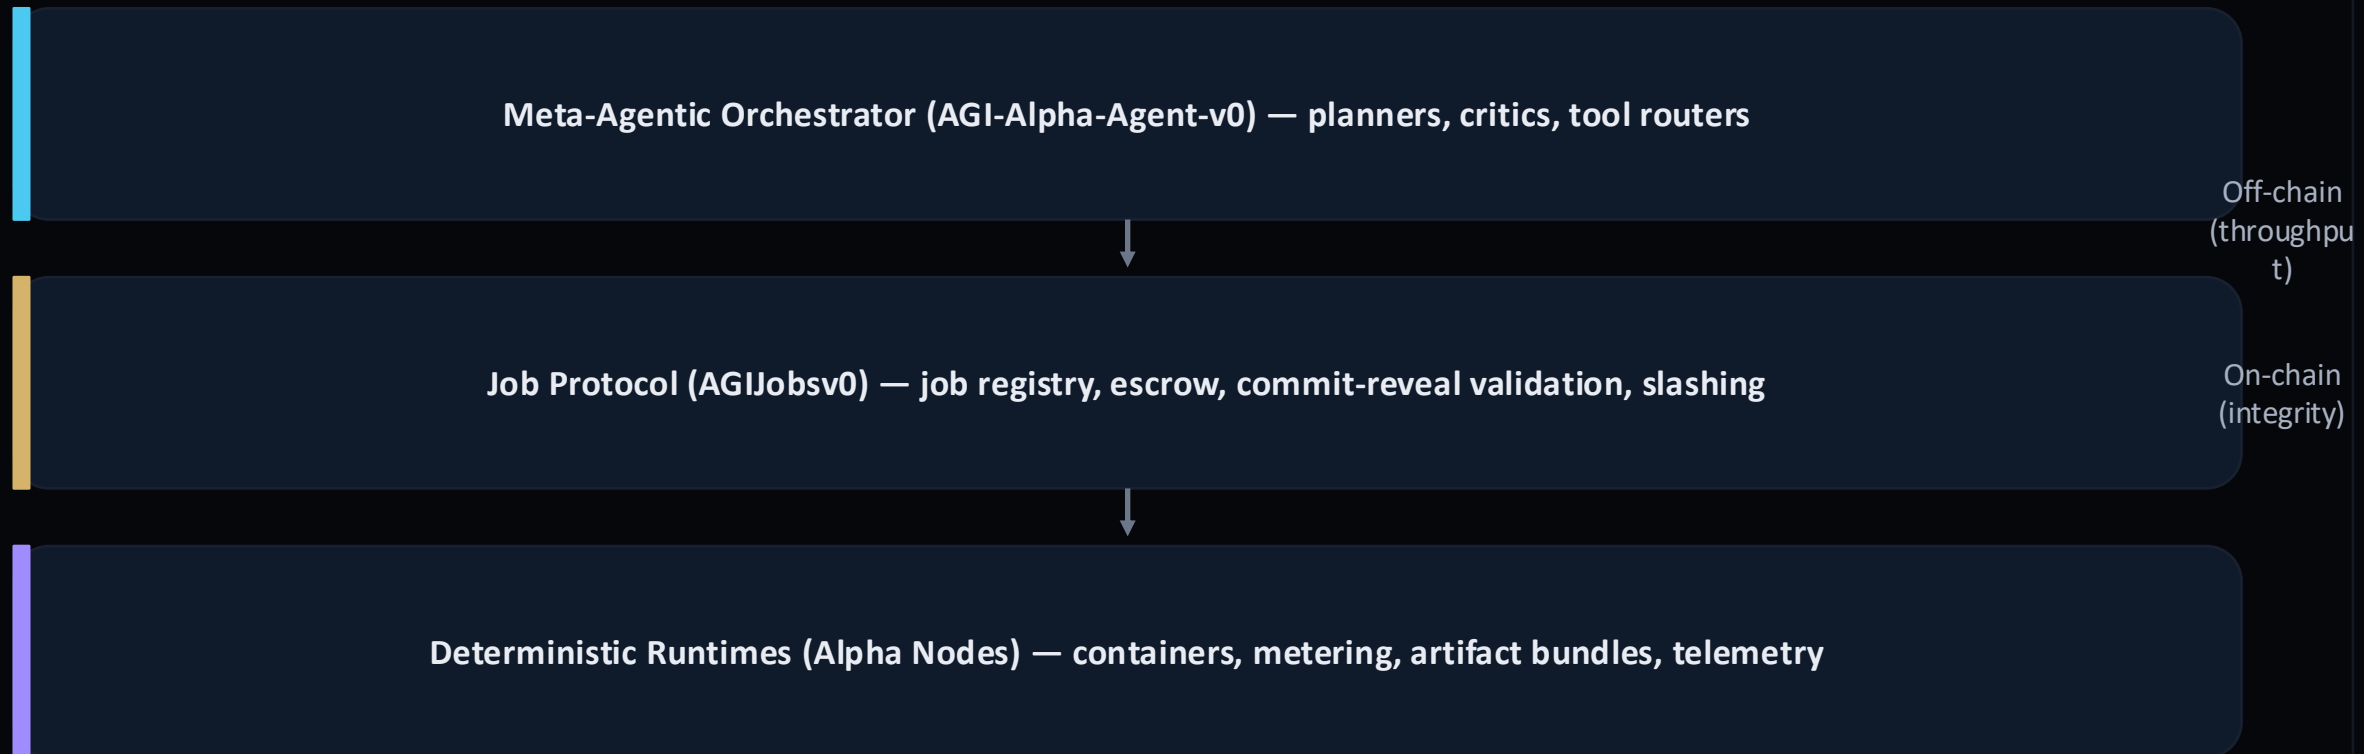 Meta-Agentic Orchestrator (AGI-Alpha-Agent-v0) — planners, critics, tool routers
Off-chain
(throughpu
t)
Job Protocol (AGIJobsv0) — job registry, escrow, commit-reveal validation, slashing
On-chain
(integrity)
Deterministic Runtimes (Alpha Nodes) — containers, metering, artifact bundles, telemetry